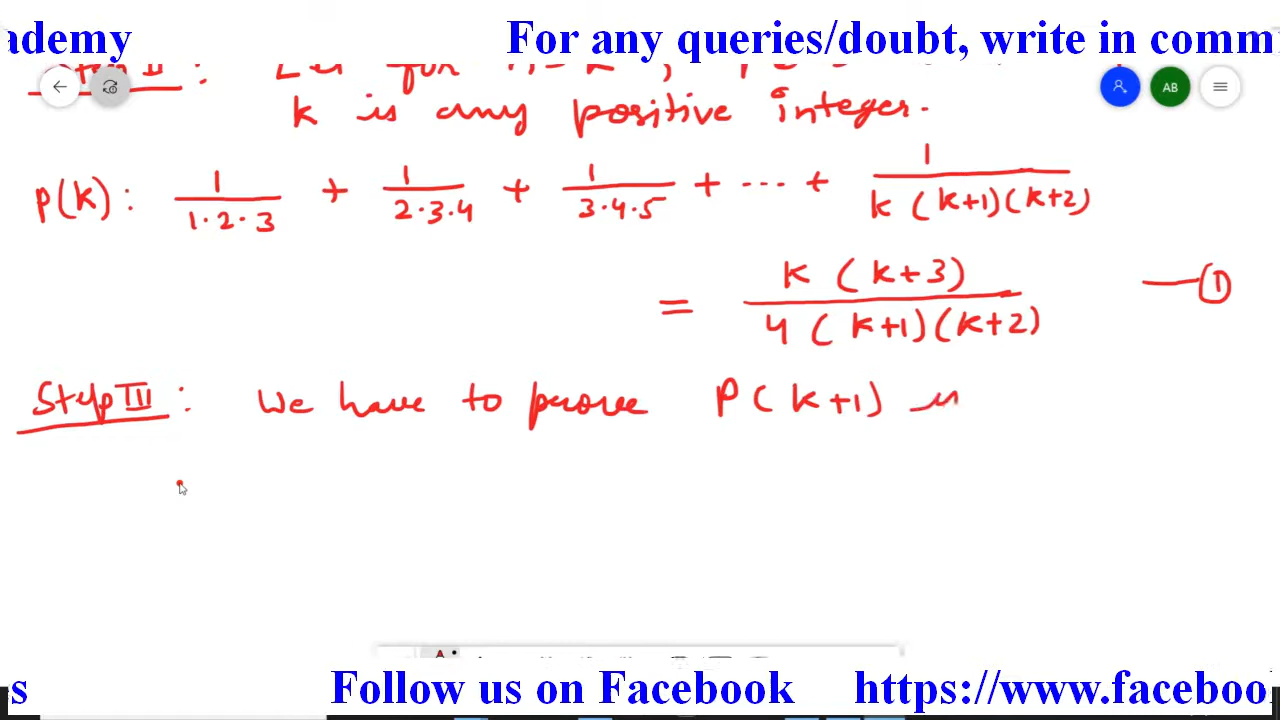 ademy For any queries/doubt, write in comm
k is any positive integer.
AB
P(k): 1/(1·2·3) + 1/(2·3·4) + 1/(3·4·5) + ... + 1/(k(k+1)(k+2))
= k(k+3)/(4(k+1)(k+2)) —①
Step III: We have to prove P(k+1)
s Follow us on Facebook https://www.faceboo